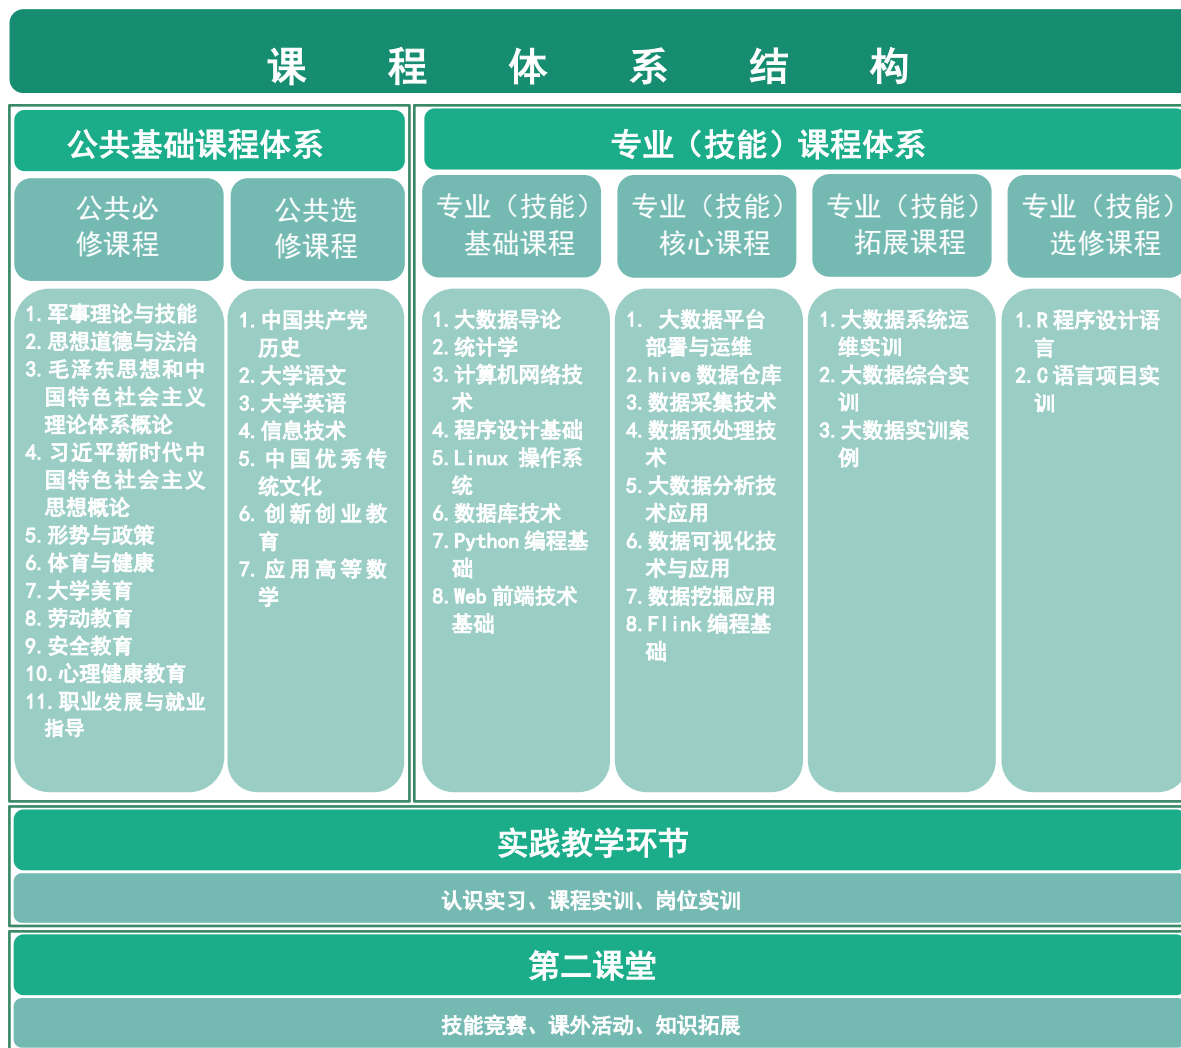 课程体系结构
公共基础课程体系
专业（技能）课程体系
公共必
修课程
公共选
修课程
专业（技能）
基础课程
专业（技能）
核心课程
专业（技能）
拓展课程
专业（技能）
选修课程
1. 军事理论与技能
2. 思想道德与法治
3. 毛泽东思想和中
国特色社会主义
理论体系概论
4. 习近平新时代中
国特色社会主义
思想概论
5. 形势与政策
6. 体育与健康
7. 大学美育
8. 劳动教育
9. 安全教育
10. 心理健康教育
11. 职业发展与就业
指导
1. 中国共产党
历史
2. 大学语文
3. 大学英语
4. 信息技术
5. 中国优秀传
统文化
6. 创新创业教
育
7. 应用高等数
学
1. 大数据导论
2. 统计学
3. 计算机网络技
术
4. 程序设计基础
5. Linux 操作系
统
6. 数据库技术
7. Python 编程基
础
8. Web 前端技术
基础
1. 大数据平台
部署与运维
2. hive 数据仓库
3. 数据采集技术
4. 数据预处理技
术
5. 大数据分析技
术应用
6. 数据可视化技
术与应用
7. 数据挖掘应用
8. Flink 编程基
础
1. 大数据系统运
维实训
2. 大数据综合实
训
3. 大数据实训案
例
1. R 程序设计语
言
2. C 语言项目实
训
实践教学环节
认识实习、课程实训、岗位实训
第二课堂
技能竞赛、课外活动、知识拓展